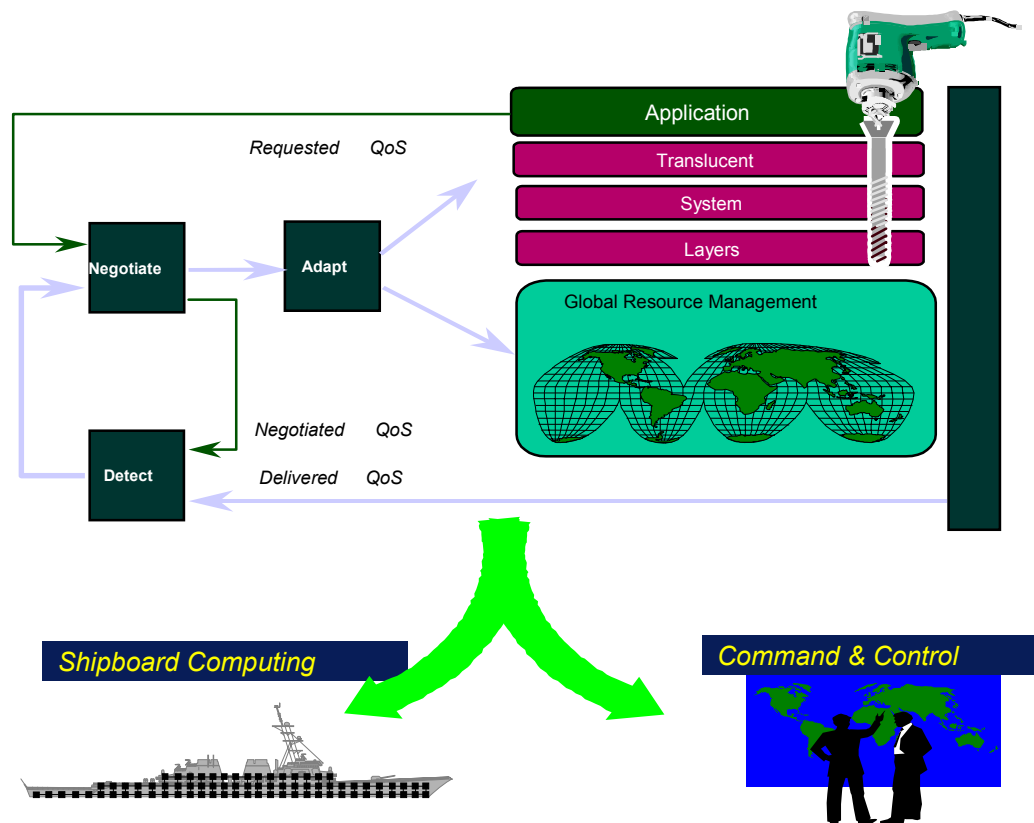 Application
Requested QoS
Translucent
System
Layers
Negotiate
Adapt
Global Resource Management
Negotiated QoS
Detect
Delivered QoS
Shipboard Computing
Command & Control